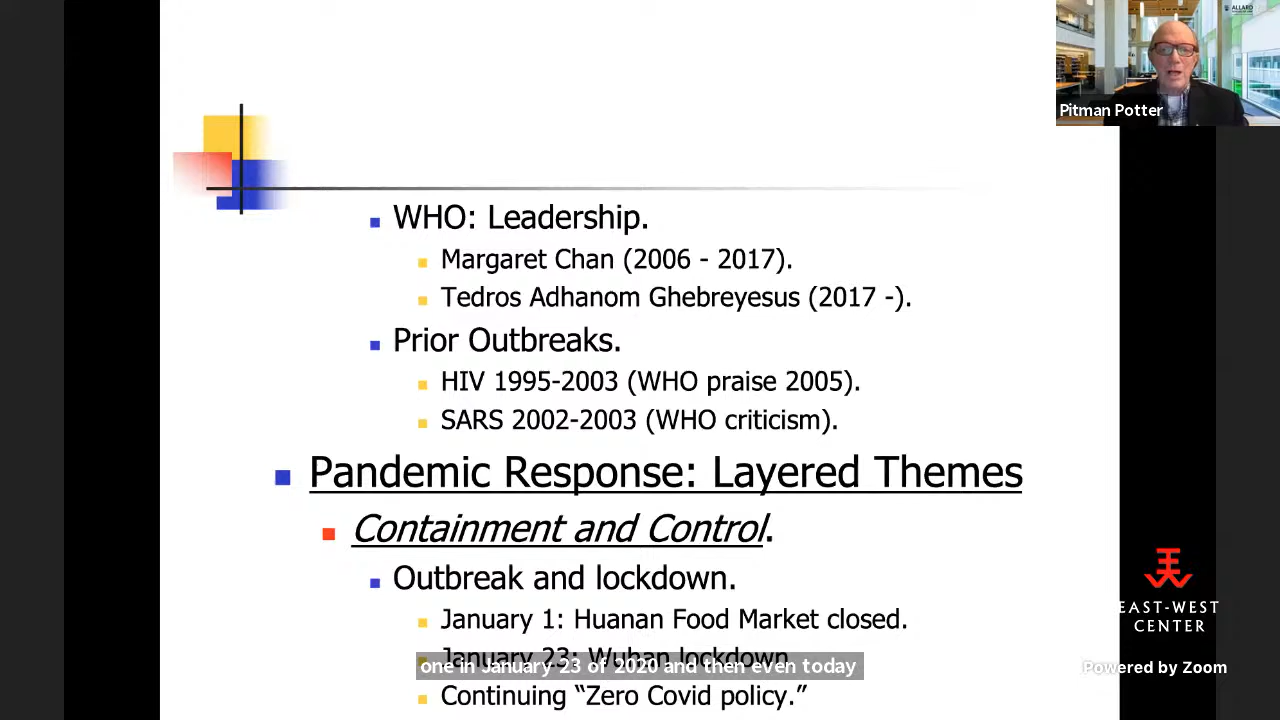 ALLARD
Pitman Potter
WHO: Leadership.
Margaret Chan (2006 - 2017).
Tedros Adhanom Ghebreyesus (2017 -).
Prior Outbreaks.
HIV 1995-2003 (WHO praise 2005).
SARS 2002-2003 (WHO criticism).
Pandemic Response: Layered Themes
Containment and Control.
Outbreak and lockdown.
January 1: Huanan Food Market closed.
January 23: Wuhan lockdown
one in January 23 of 2020 and then even today
Continuing “Zero Covid policy.”
EAST-WEST
CENTER
Powered by Zoom